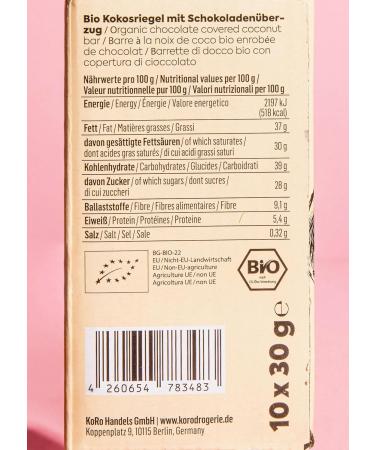 Bio Kokosriegel mit Schokoladenüber-
zug / Organic chocolate covered coconut
bar / Barre à la noix de coco bio enrobée
de chocolat / Barrette di docco bio con
copertura di cioccolato
Nährwerte pro 100 g / Nutritional values per 100 g /
Valeur nutritionnelle pur 100 g / Valori nutrizionali per 100 g
Energie / Energy / Énergie / Valore energetico 2197 kJ
(518 kcal)
Fett / Fat / Matières grasses / Grassi 37 g
davon gesättigte Fettsäuren / of which saturates /
dont acides gras saturés / di cui acidi grassi saturi 30 g
Kohlenhydrate / Carbohydrates / Glucides / Carboidrati 39 g
davon Zucker / of which sugars / dont sucres /
di cui zuccheri 28 g
Ballaststoffe / Fibre / Fibres alimentaires / Fibre 9,1 g
Eiweiß / Protein / Protéines / Proteine 5,4 g
Salz / Salt / Sel / Sale 0,32 g
BG-BIO-22
EU / Nicht-EU-Landwirtschaft
EU / Non-EU-agriculture
Agriculture UE / non UE
Agricoltura UE / non UE
Bio
nach
EG-Öko-Verordnung
10 x 30 g e
4 260654 783483
KoRo Handels GmbH | www.korodrogerie.de
Koppenplatz 9, 10115 Berlin, Germany